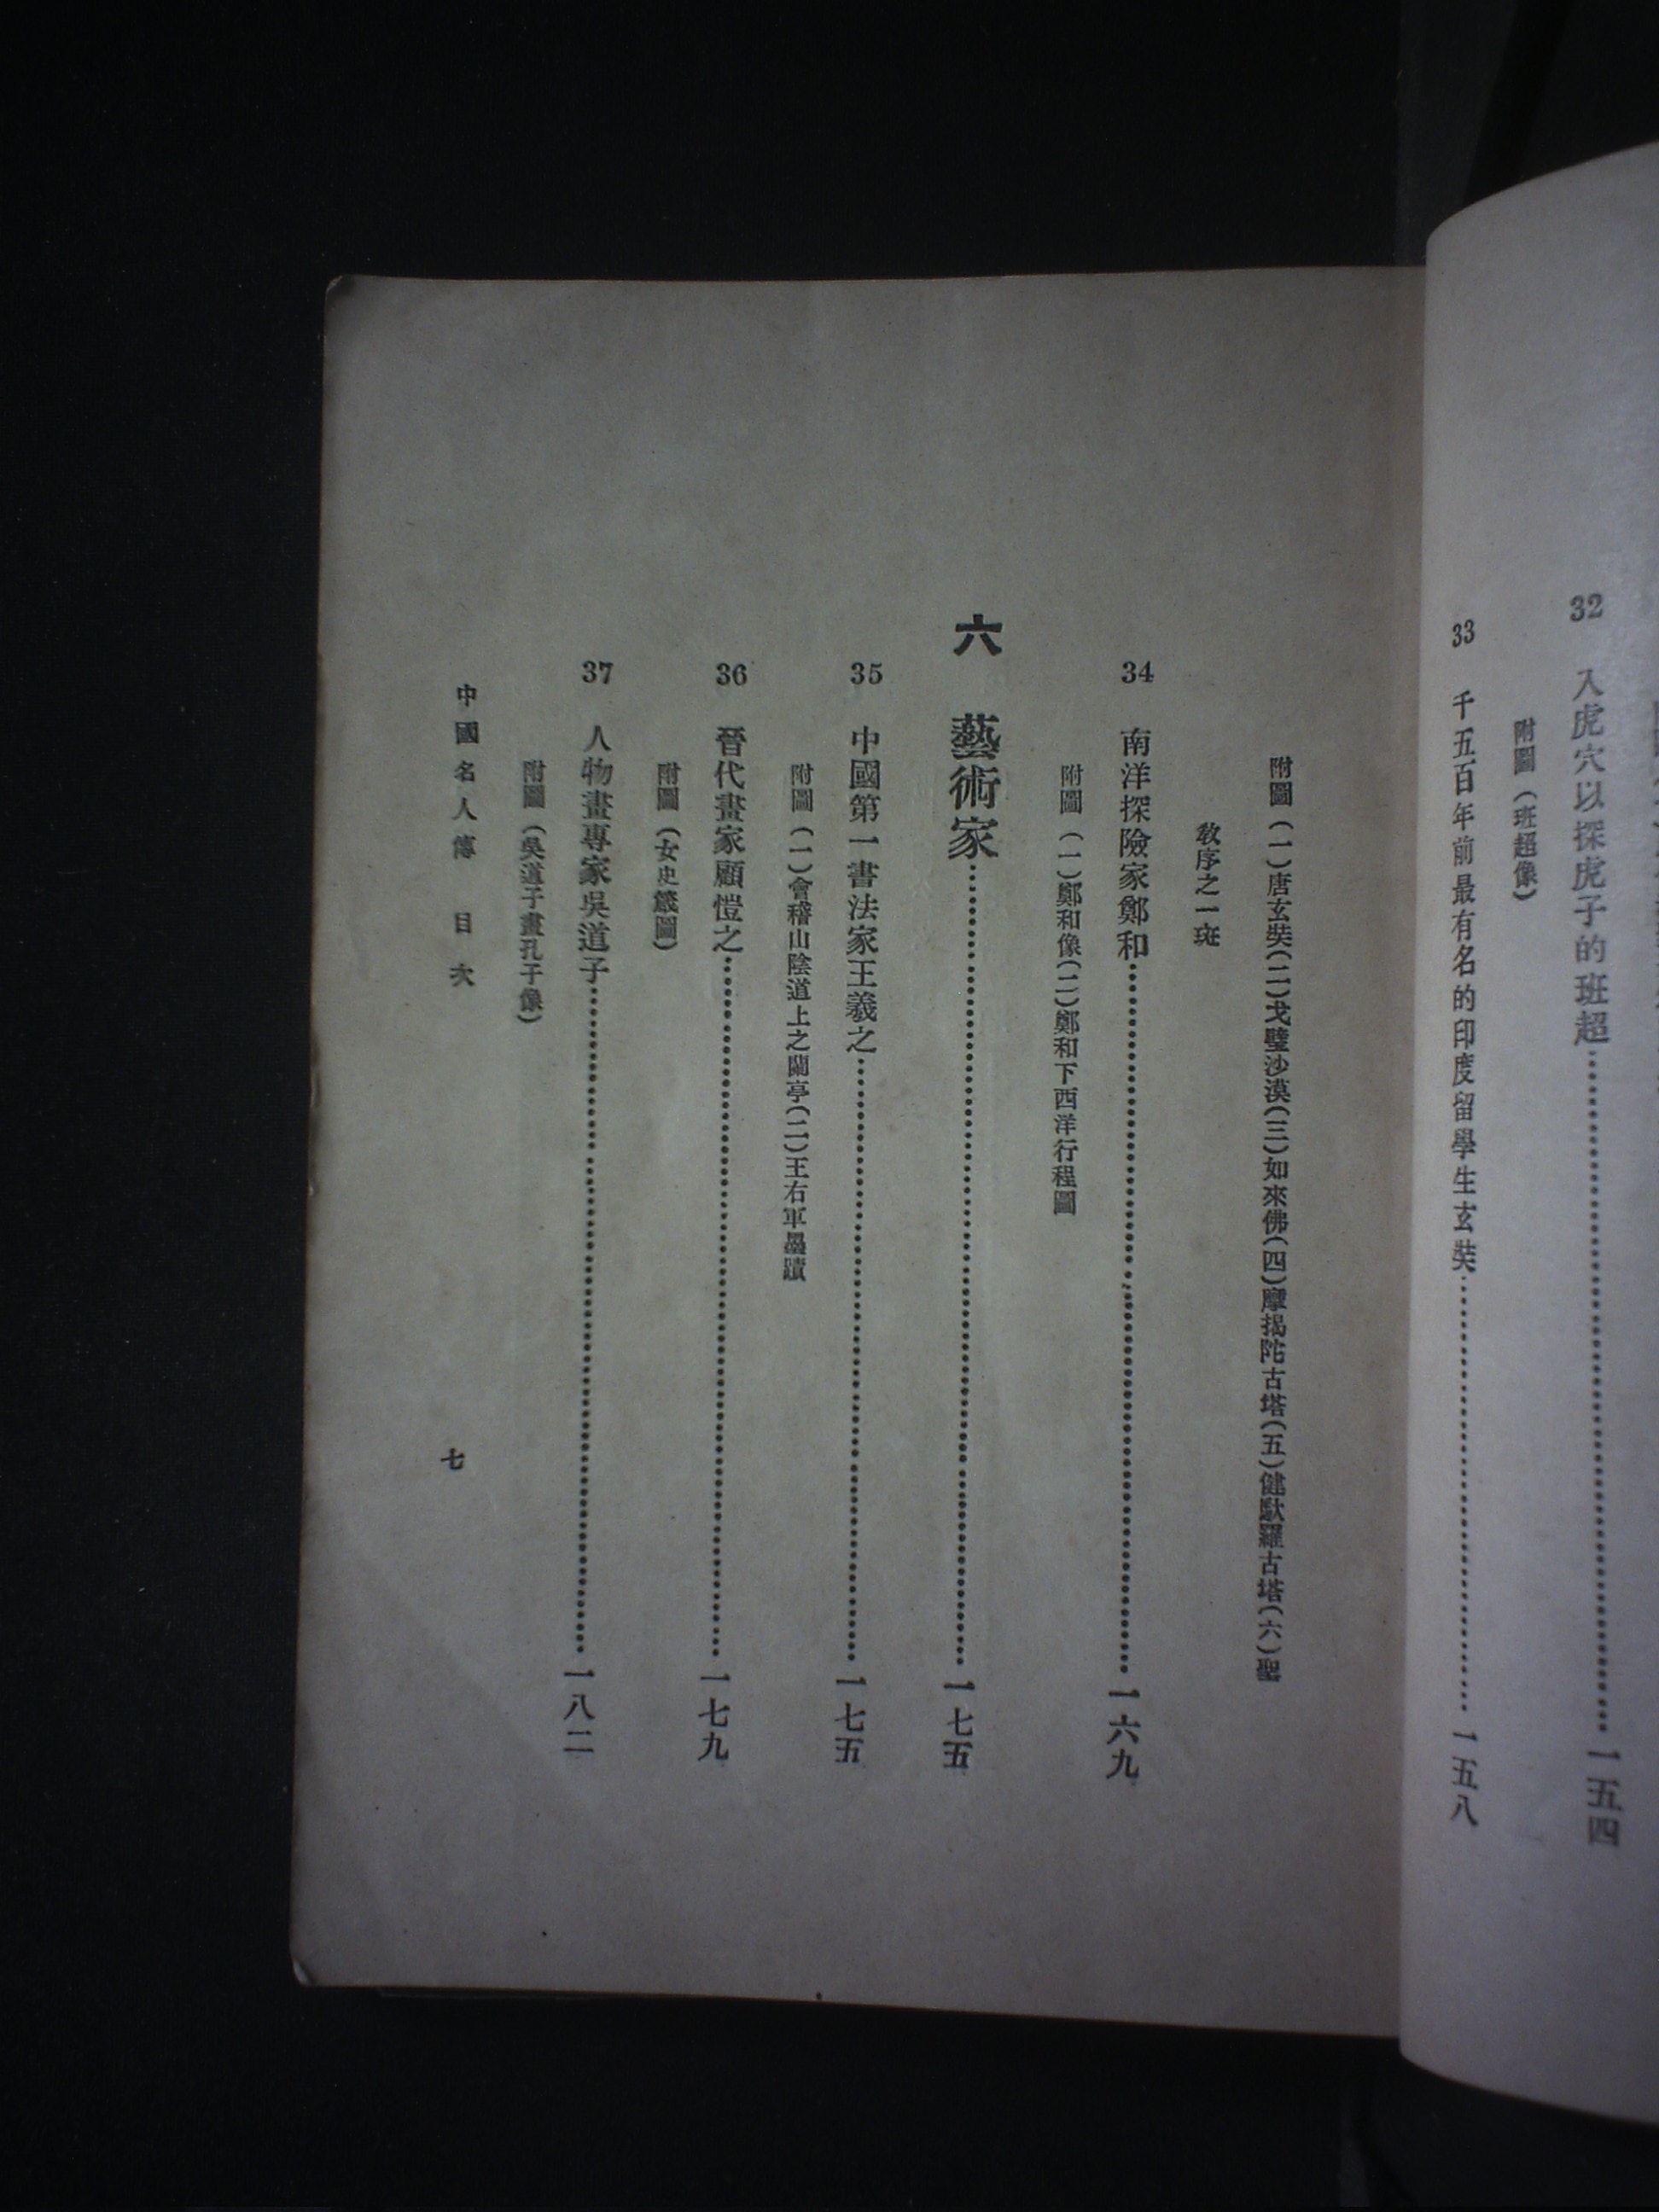 32 入虎穴以探虎子的班超……一五四
附圖（班超像）
33 千五百年前最有名的印度留學生玄奘……一五八
附圖（一）唐玄奘（二）戈壁沙漠（三）如來佛（四）摩揭陀古塔（五）健馱羅古塔（六）聖
敎序之一斑
34 南洋探險家鄭和……一六九
附圖（一）鄭和像（二）鄭和下西洋行程圖
六 藝術家……一七五
35 中國第一書法家王羲之……一七五
附圖（一）會稽山陰道上之蘭亭（二）王右軍墨蹟
36 晉代畫家顧愷之……一七九
附圖（女史箴圖）
37 人物畫專家吳道子……一八二
附圖（吳道子畫孔子像）
中國名人傳 目次 七